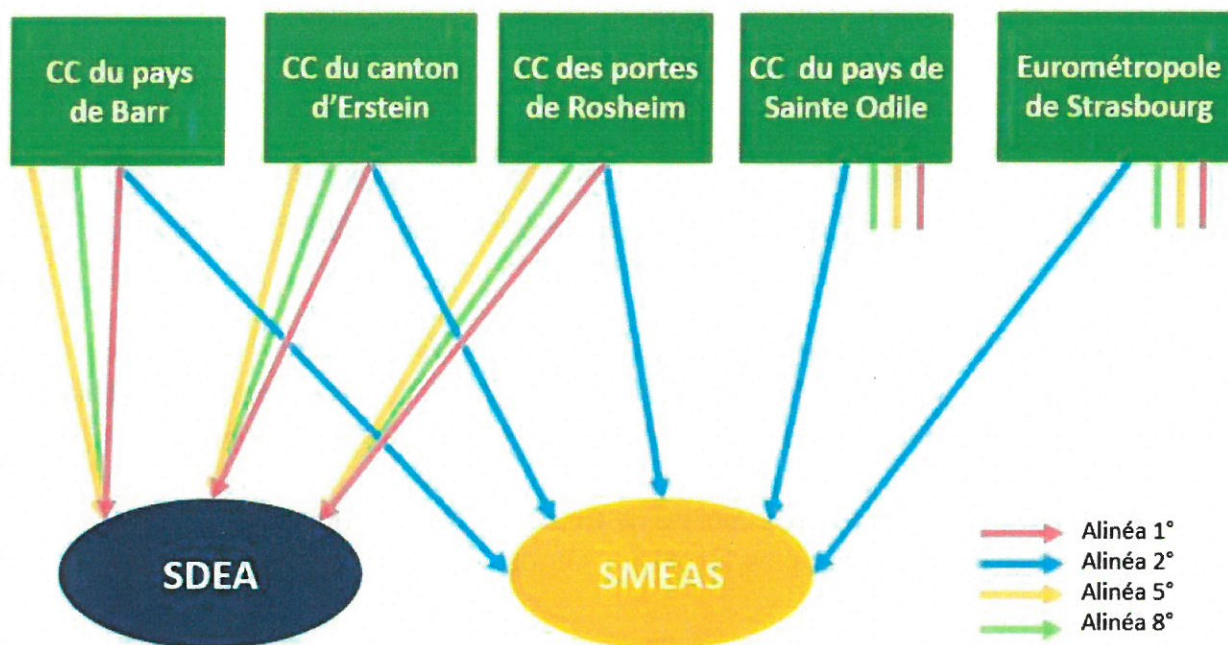 CC du pays
de Barr
CC du canton
d'Erstein
CC des portes
de Rosheim
CC du pays de
Sainte Odile
Eurométropole
de Strasbourg
SDEA
SMEAS
Alinéa 1°
Alinéa 2°
Alinéa 5°
Alinéa 8°